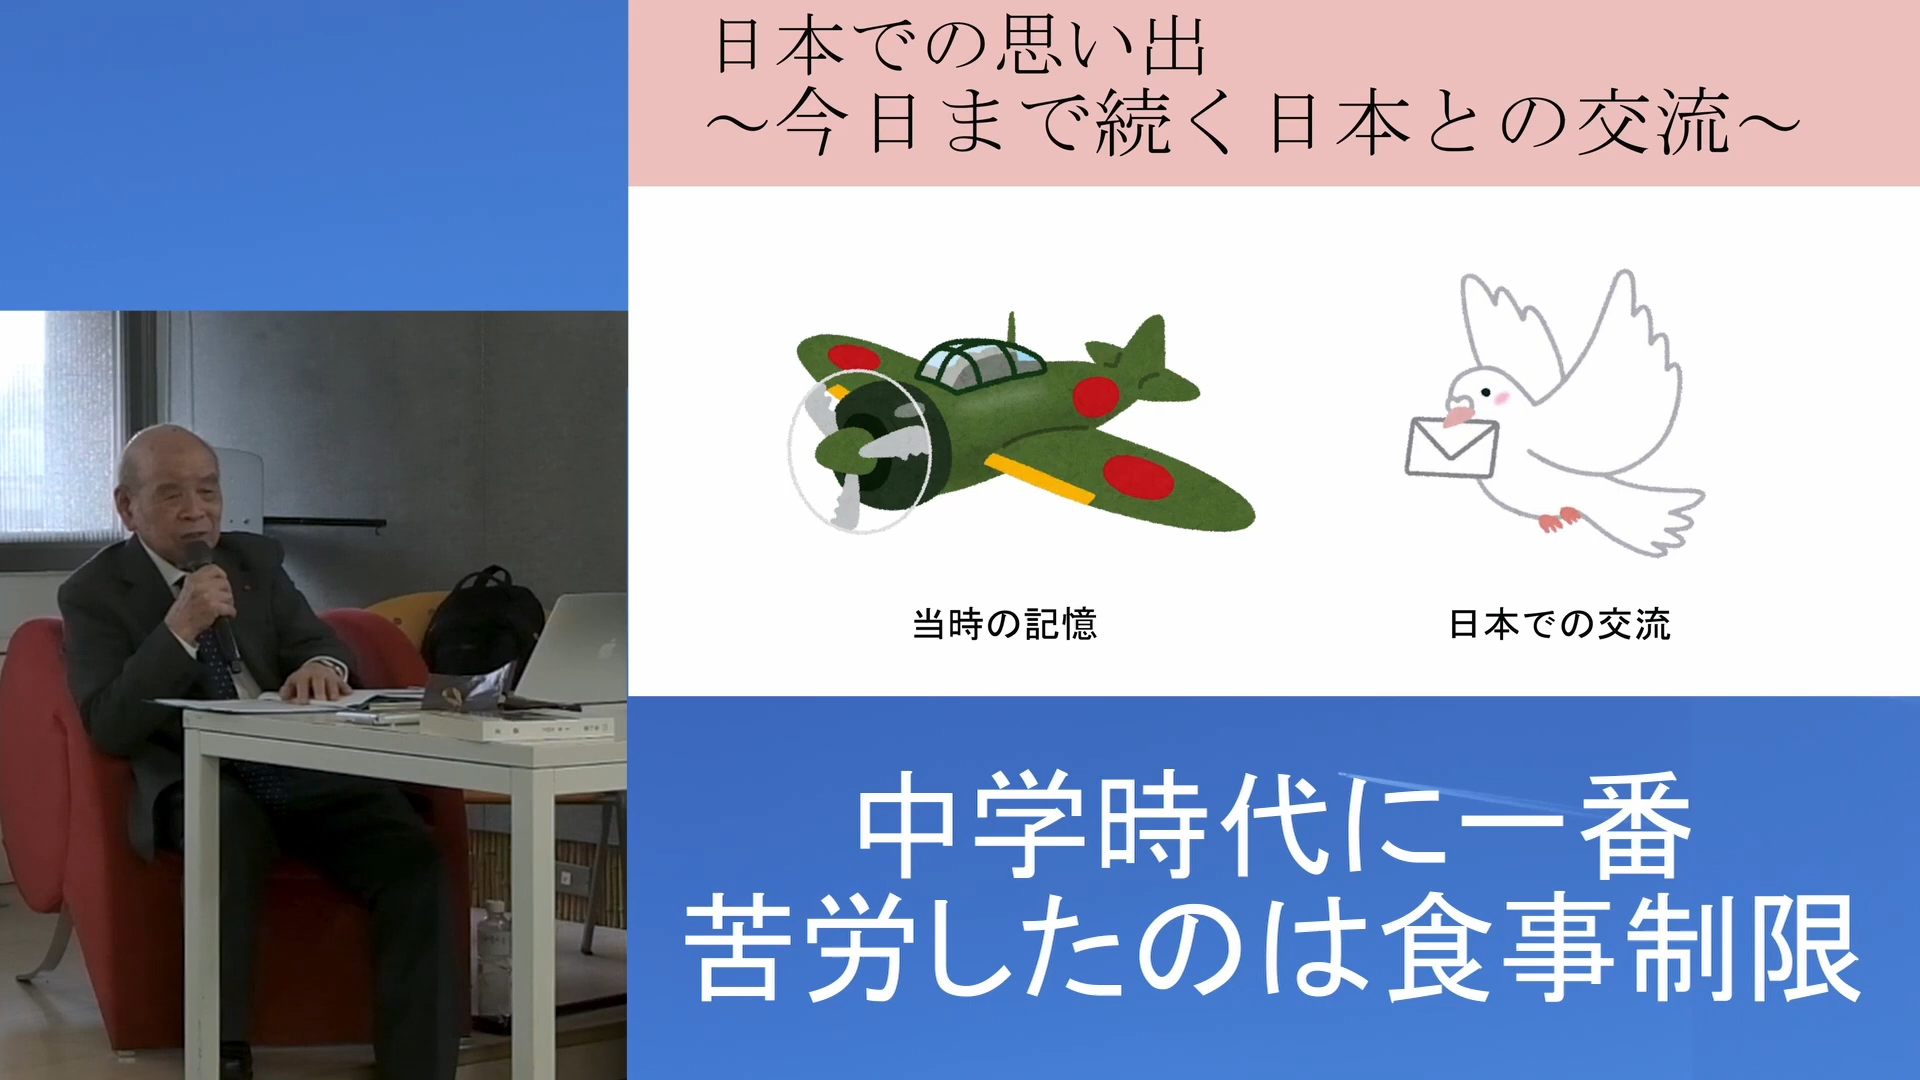 日本での思い出
～今日まで続く日本との交流～
当時の記憶
日本での交流
中学時代に一番
苦労したのは食事制限